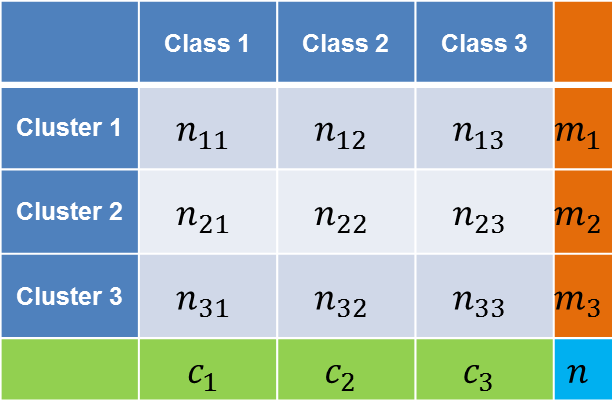 Class 1 Class 2 Class 3
Cluster 1 n₁₁ n₁₂ n₁₃ m₁
Cluster 2 n₂₁ n₂₂ n₂₃ m₂
Cluster 3 n₃₁ n₃₂ n₃₃ m₃
c₁ c₂ c₃ n